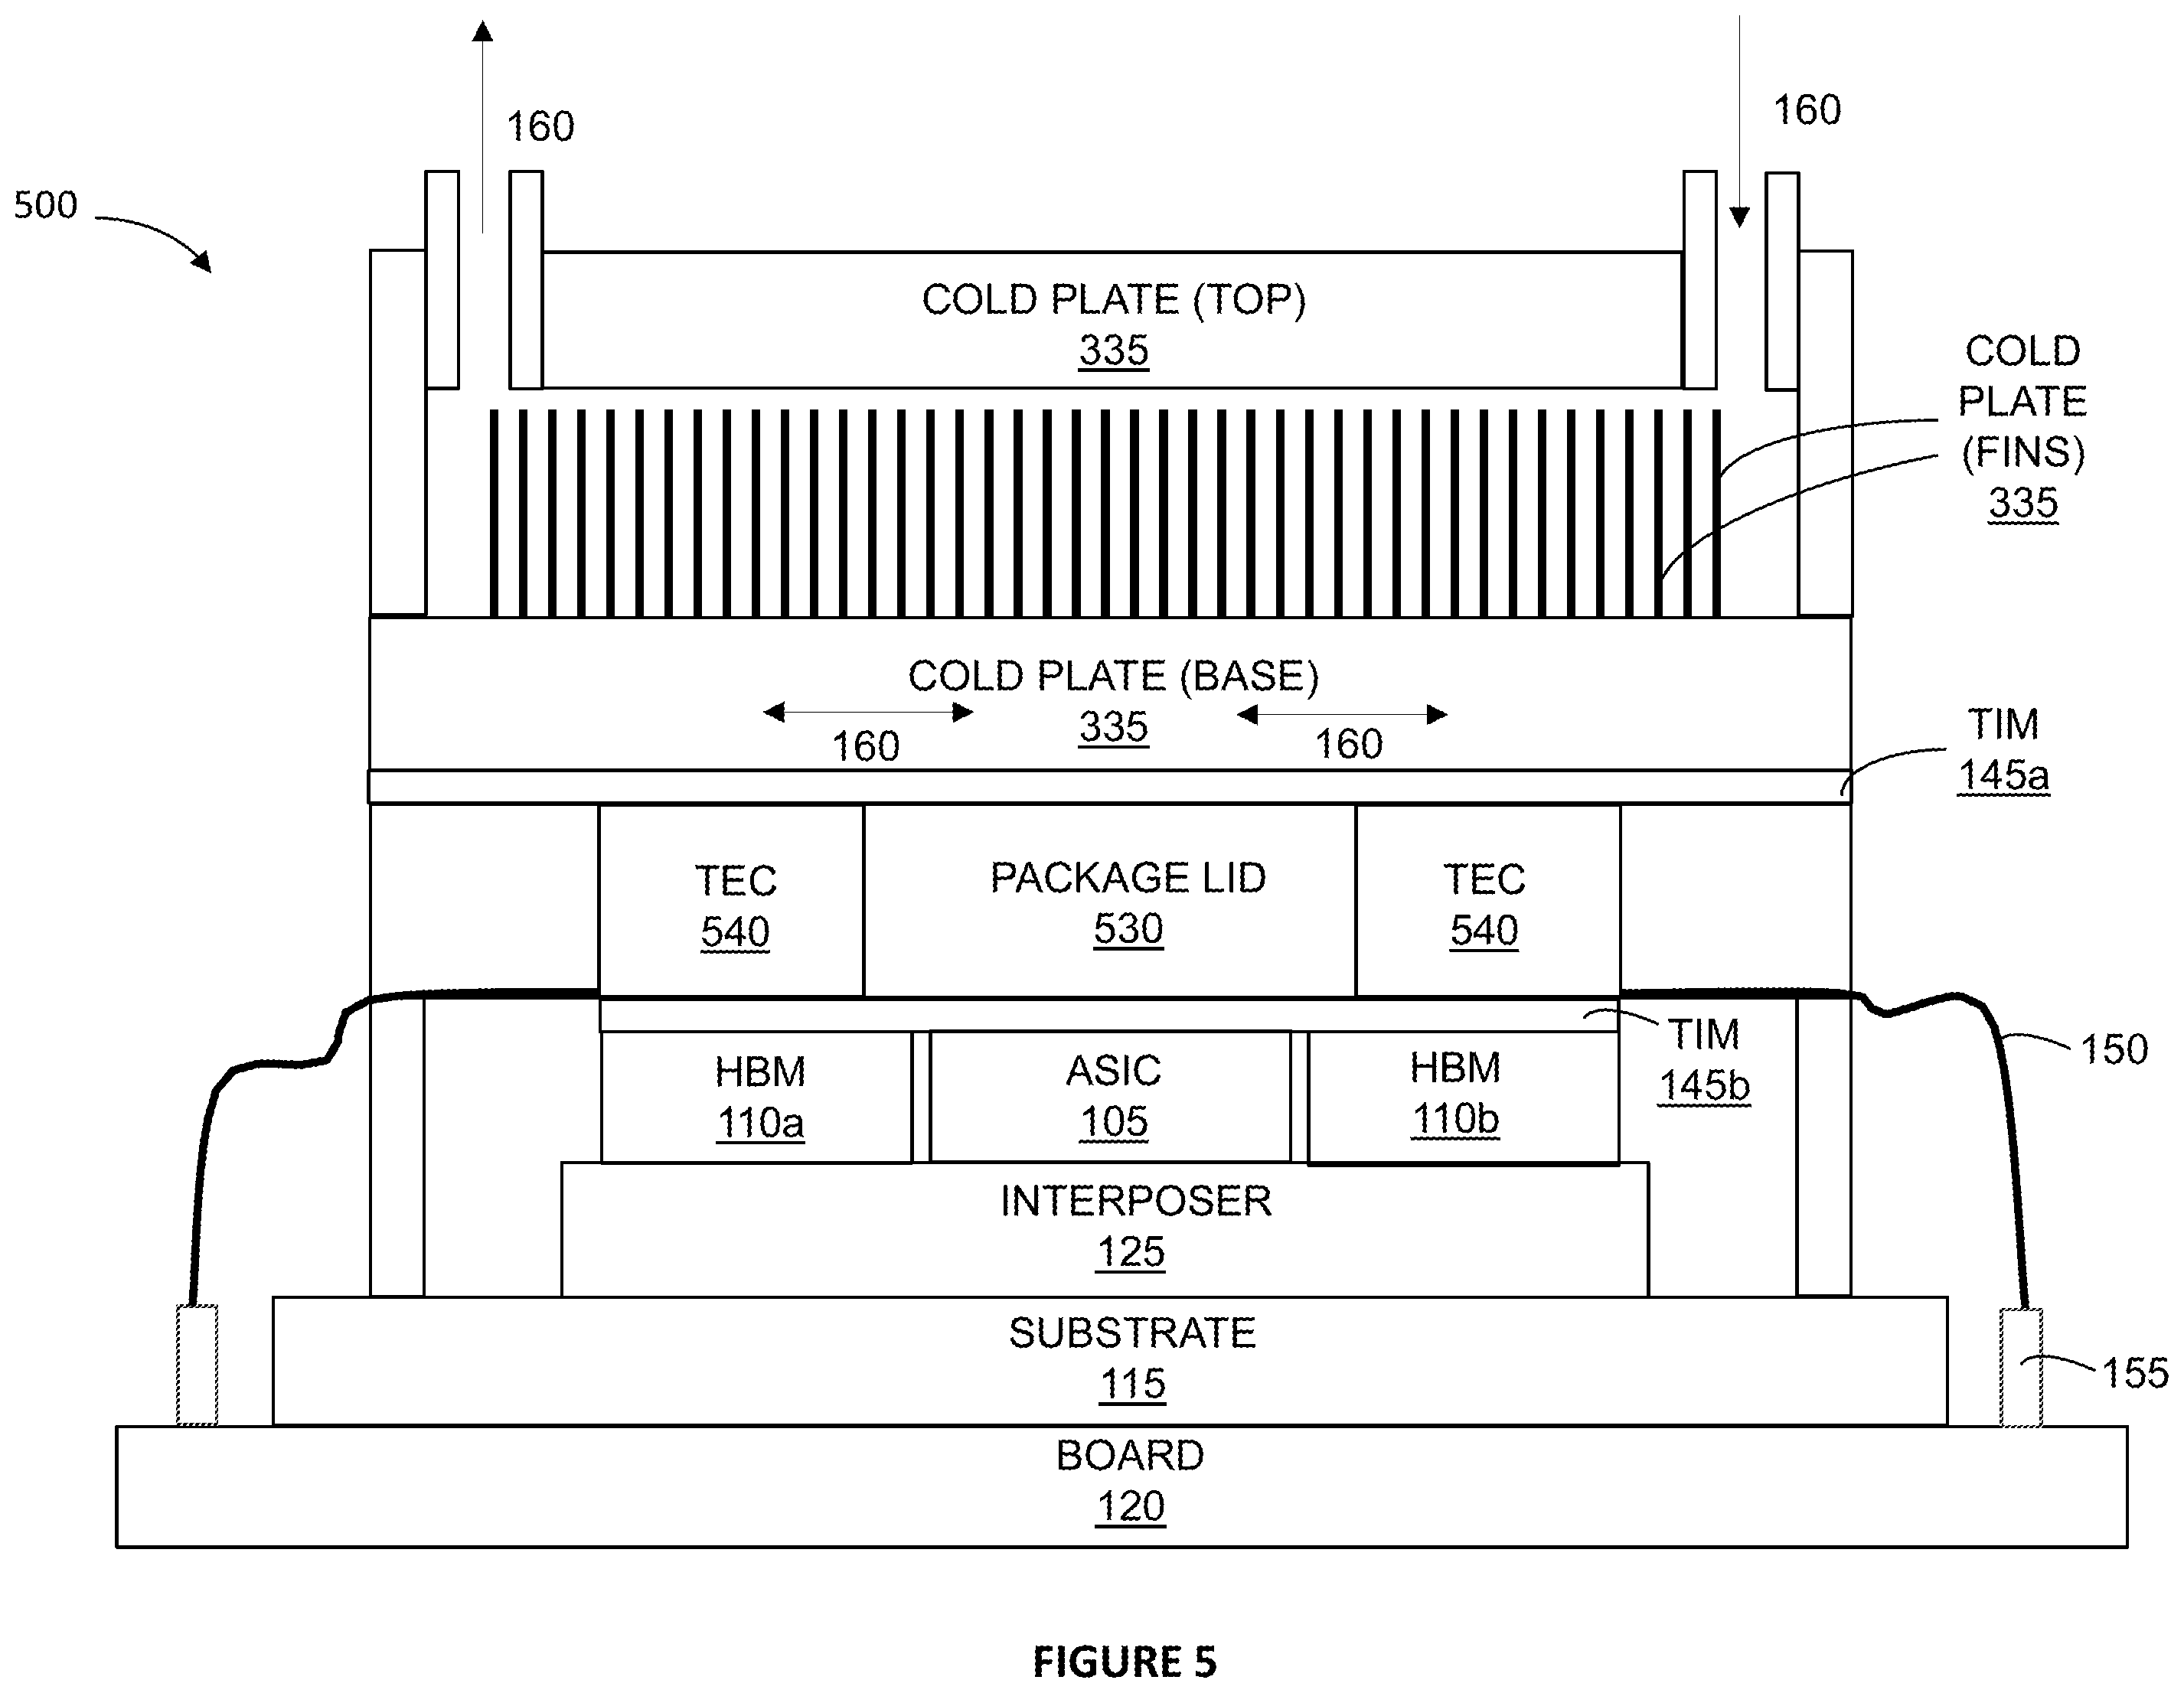 160
160
500
COLD PLATE (TOP)
335
COLD
PLATE
(FINS)
335
COLD PLATE (BASE)
335
160
160
TIM
145a
TEC
540
PACKAGE LID
530
TEC
540
TIM
145b
150
HBM
110a
ASIC
105
HBM
110b
INTERPOSER
125
SUBSTRATE
115
155
BOARD
120
FIGURE 5